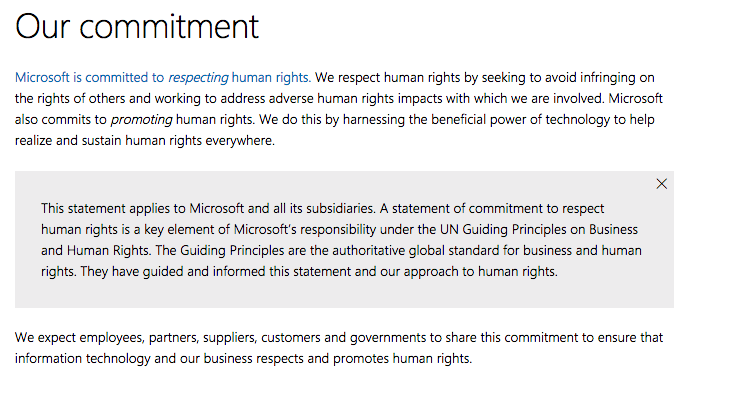 Our commitment
Microsoft is committed to respecting human rights. We respect human rights by seeking to avoid infringing on
the rights of others and working to address adverse human rights impacts with which we are involved. Microsoft
also commits to promoting human rights. We do this by harnessing the beneficial power of technology to help
realize and sustain human rights everywhere.
This statement applies to Microsoft and all its subsidiaries. A statement of commitment to respect
human rights is a key element of Microsoft's responsibility under the UN Guiding Principles on Business
and Human Rights. The Guiding Principles are the authoritative global standard for business and human
rights. They have guided and informed this statement and our approach to human rights.
We expect employees, partners, suppliers, customers and governments to share this commitment to ensure that
information technology and our business respects and promotes human rights.